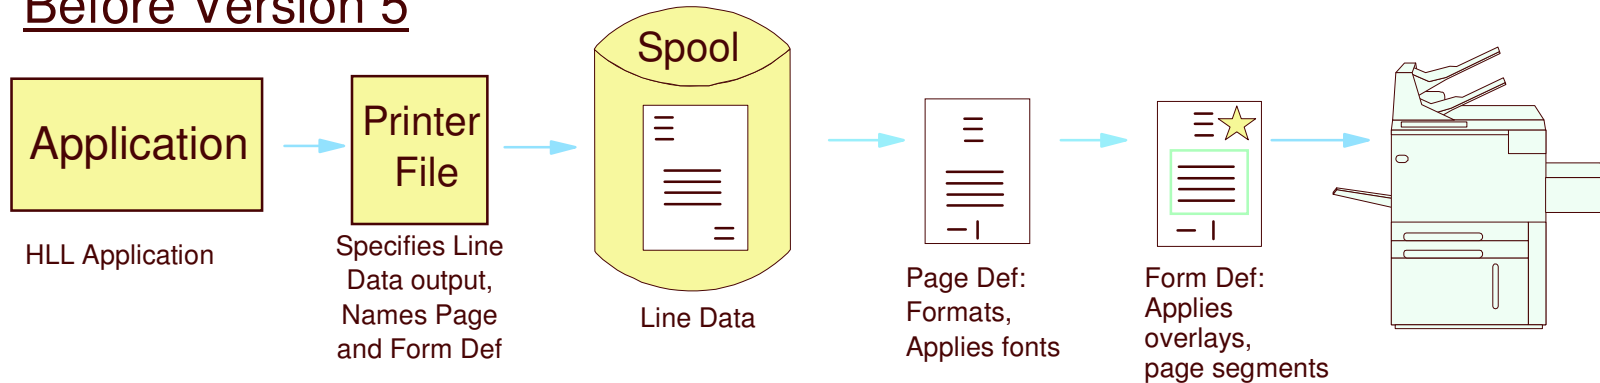 Before Version 5
Application
HLL Application
Printer
File
Specifies Line
Data output,
Names Page
and Form Def
Spool
Line Data
Page Def:
Formats,
Applies fonts
Form Def:
Applies
overlays,
page segments